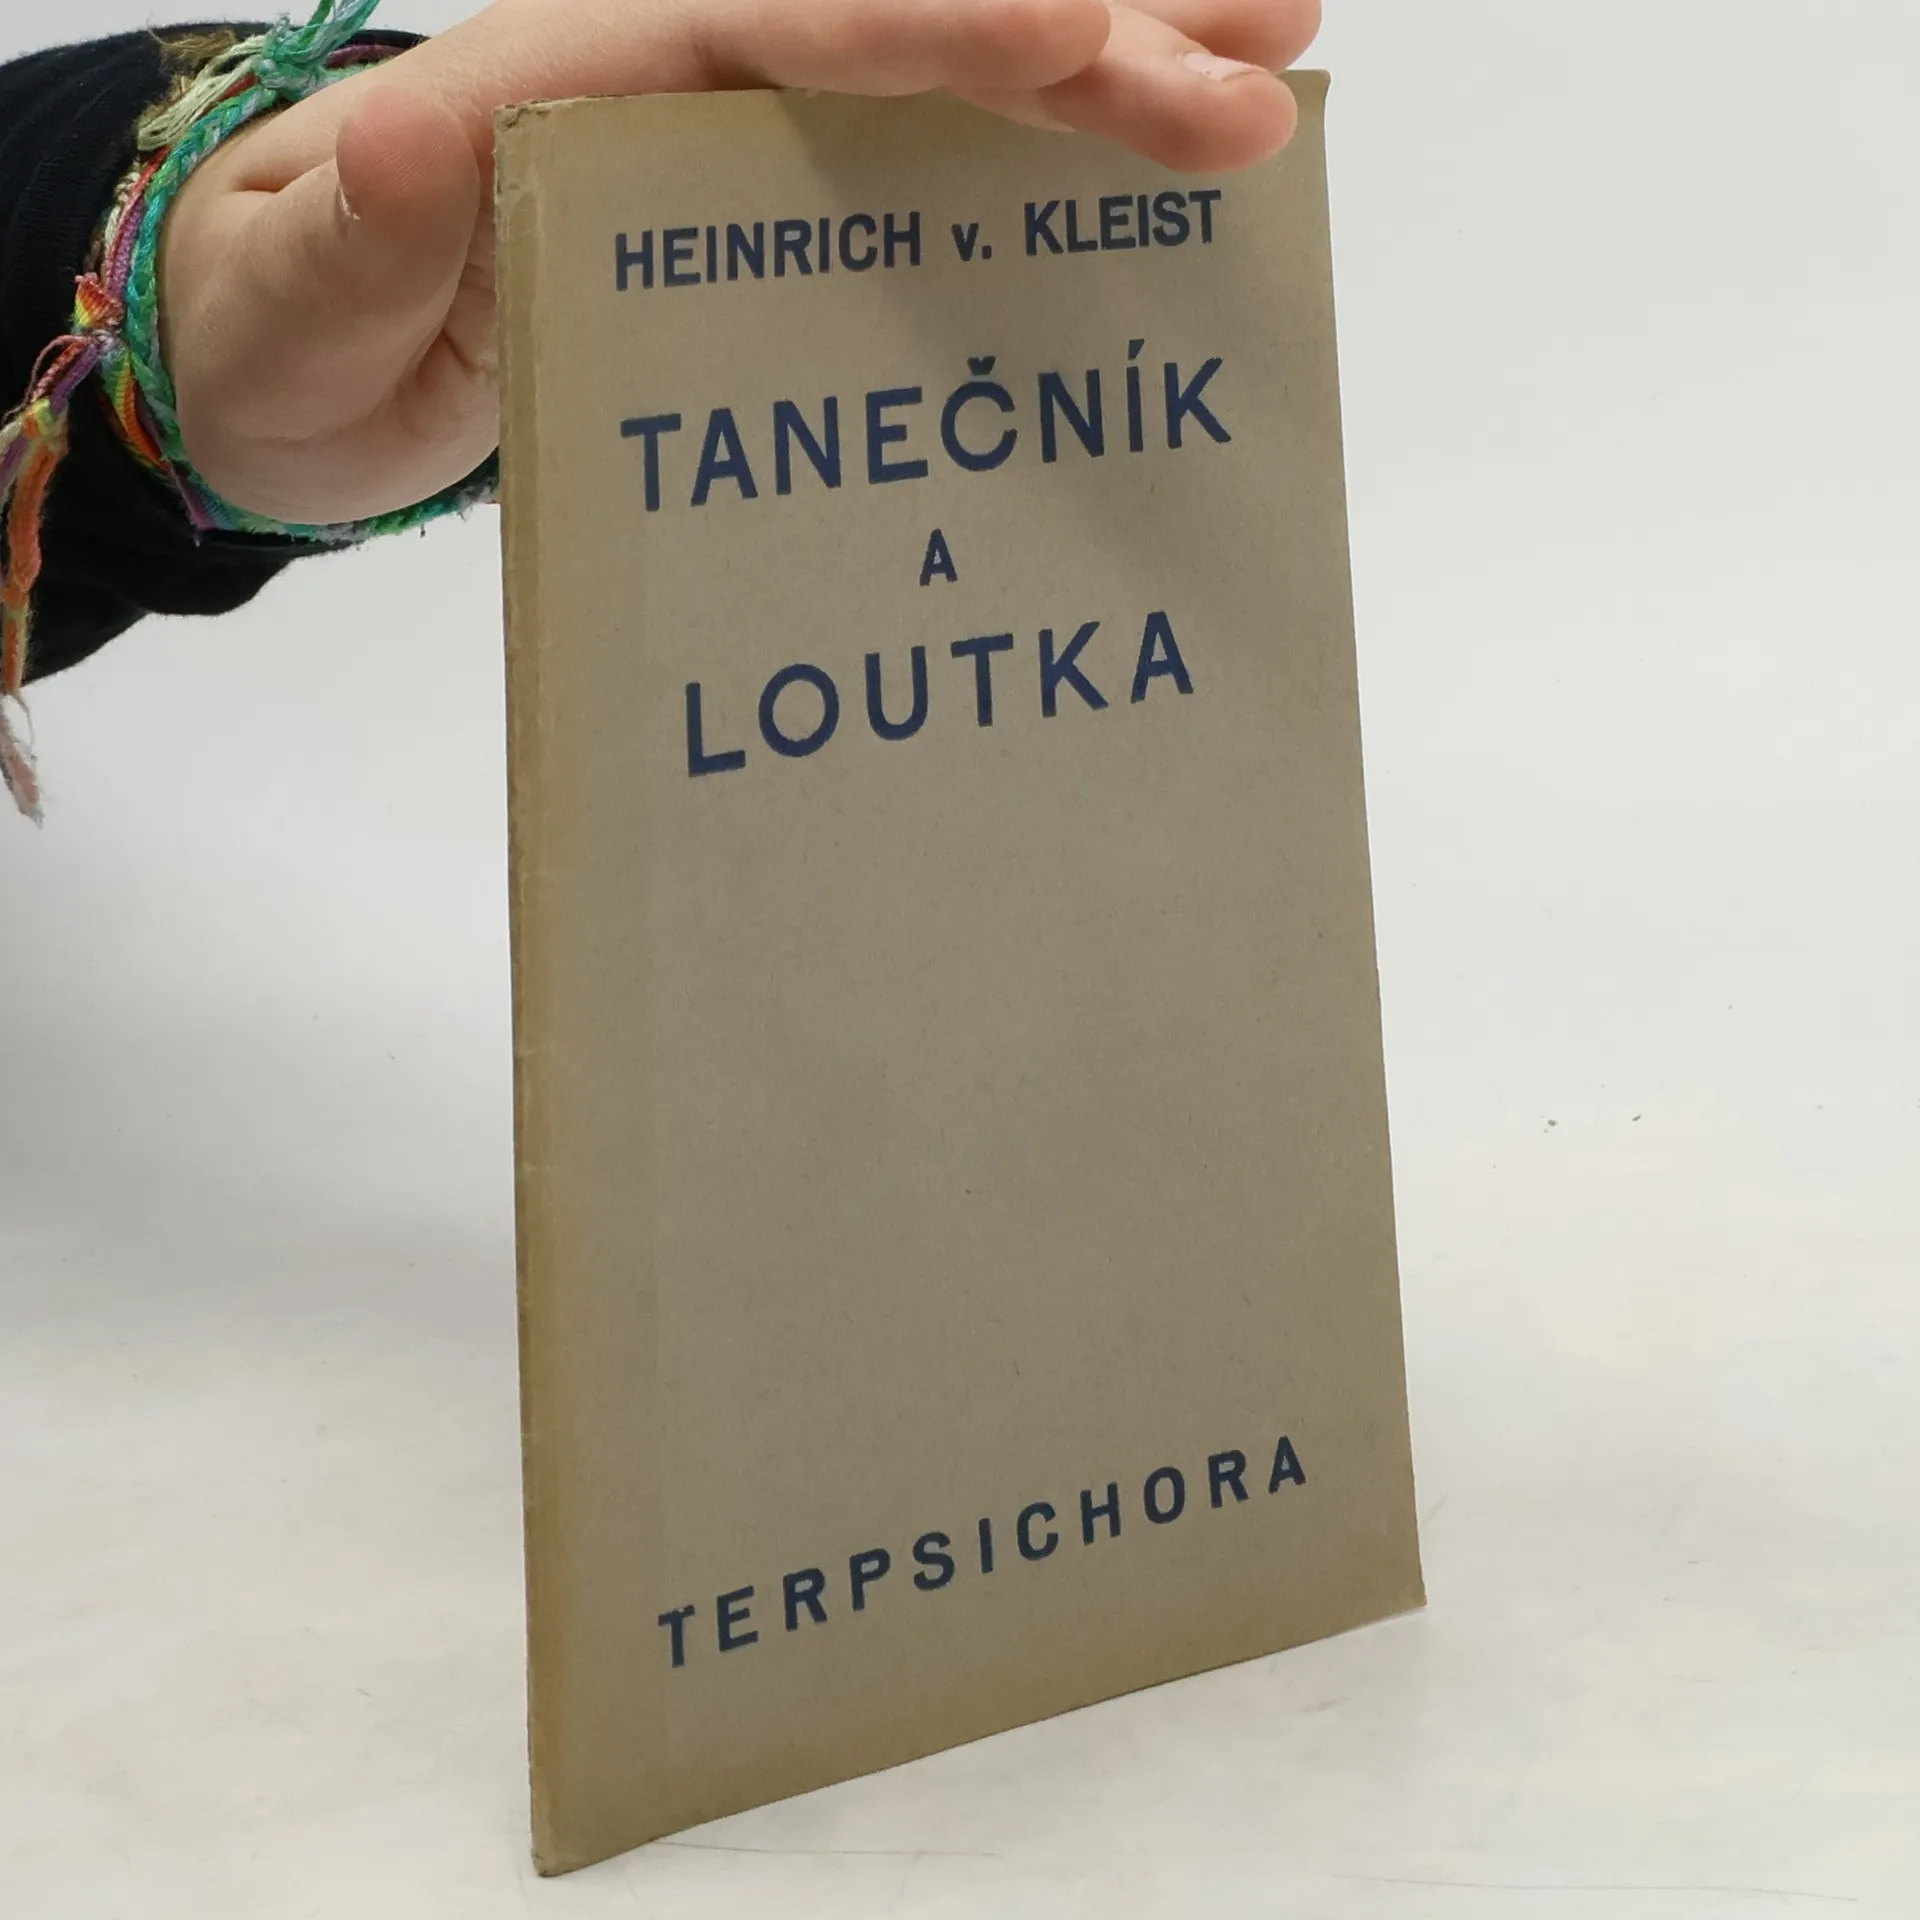 HEINRICH v. KLEIST
TANEČNÍK
A
LOUTKA
TERPSICHORA